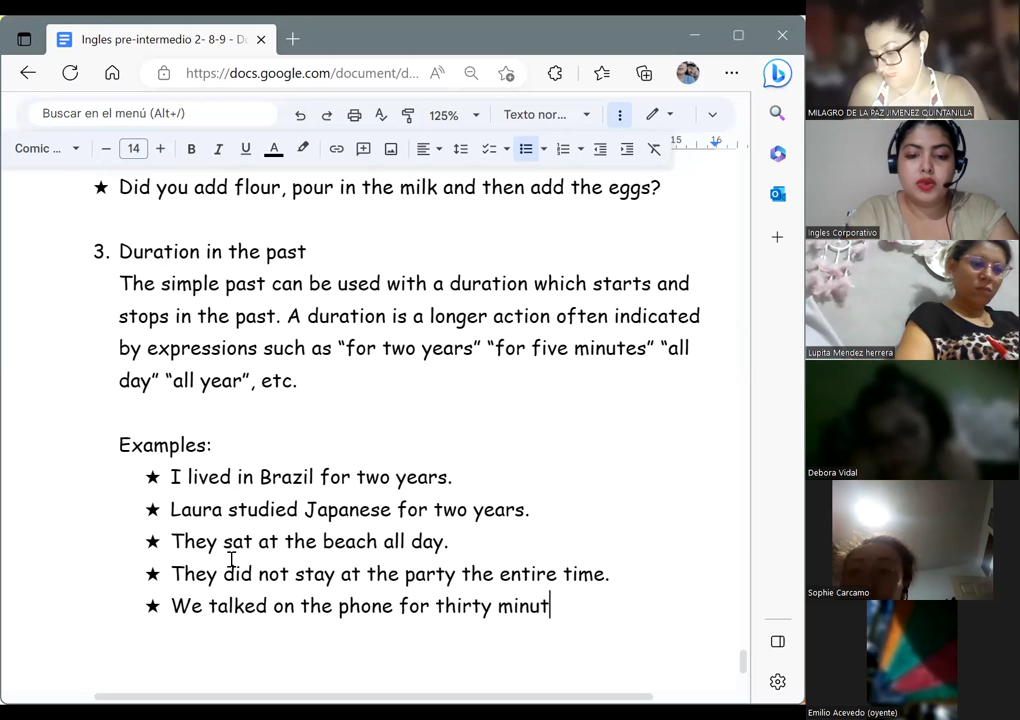 Ingles pre-intermedio 2- 8-9 - D
https://docs.google.com/document/d...
Buscar en el menú (Alt+/)
125%
Texto nor...
Comic ...
14
15
16
★ Did you add flour, pour in the milk and then add the eggs?
3. Duration in the past
The simple past can be used with a duration which starts and
stops in the past. A duration is a longer action often indicated
by expressions such as “for two years” “for five minutes” “all
day” “all year”, etc.
Examples:
★ I lived in Brazil for two years.
★ Laura studied Japanese for two years.
★ They sat at the beach all day.
★ They did not stay at the party the entire time.
★ We talked on the phone for thirty minut
MILAGRO DE LA PAZ JIMENEZ QUINTANILLA
Ingles Corporativo
Lupita Mendez herrera
Debora Vidal
Sophie Carcamo
Emilio Acevedo (oyente)